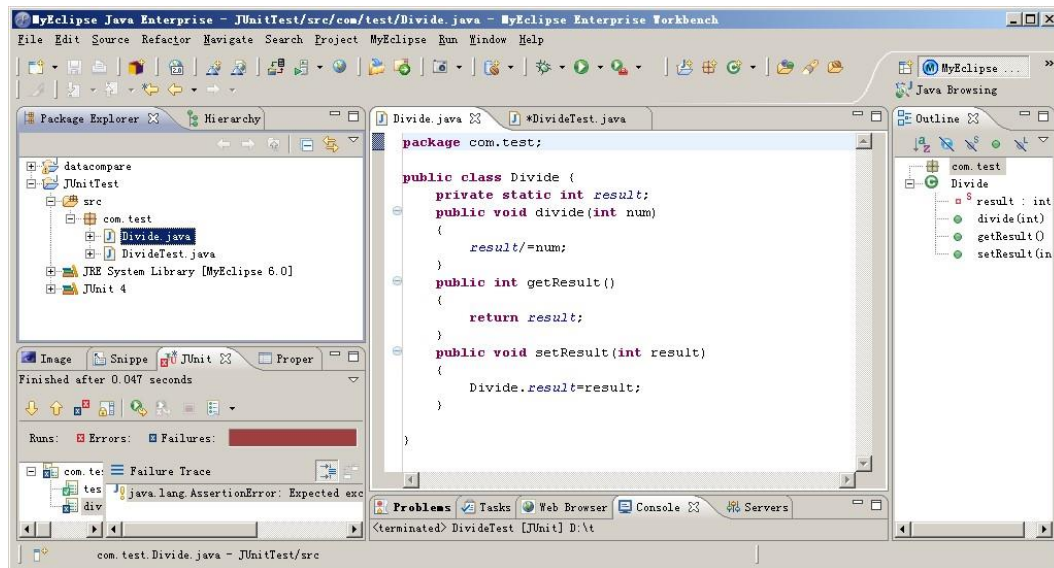 MyEclipse Java Enterprise - JUnitTest/src/com/test/Divide.java - MyEclipse Enterprise Workbench
File Edit Source Refactor Navigate Search Project MyEclipse Run Window Help
MyEclipse ... »
Java Browsing
Package Explorer Hierarchy
datacompare
JUnitTest
src
com.test
Divide.java
DivideTest.java
JRE System Library [MyEclipse 6.0]
JUnit 4
Divide.java *DivideTest.java
package com.test;
public class Divide {
private static int result;
public void divide(int num)
{
result/=num;
}
public int getResult()
{
return result;
}
public void setResult(int result)
{
Divide.result=result;
}
}
Outline
com.test
Divide
result : int
divide(int)
getResult()
setResult(in
Image Snippe JUnit Proper
Finished after 0.047 seconds
Runs: Errors: Failures:
com.te: Failure Trace
tes java.lang.AssertionError: Expected exc
div
Problems Tasks Web Browser Console Servers
<terminated> DivideTest [JUnit] D:\t
com.test.Divide.java - JUnitTest/src